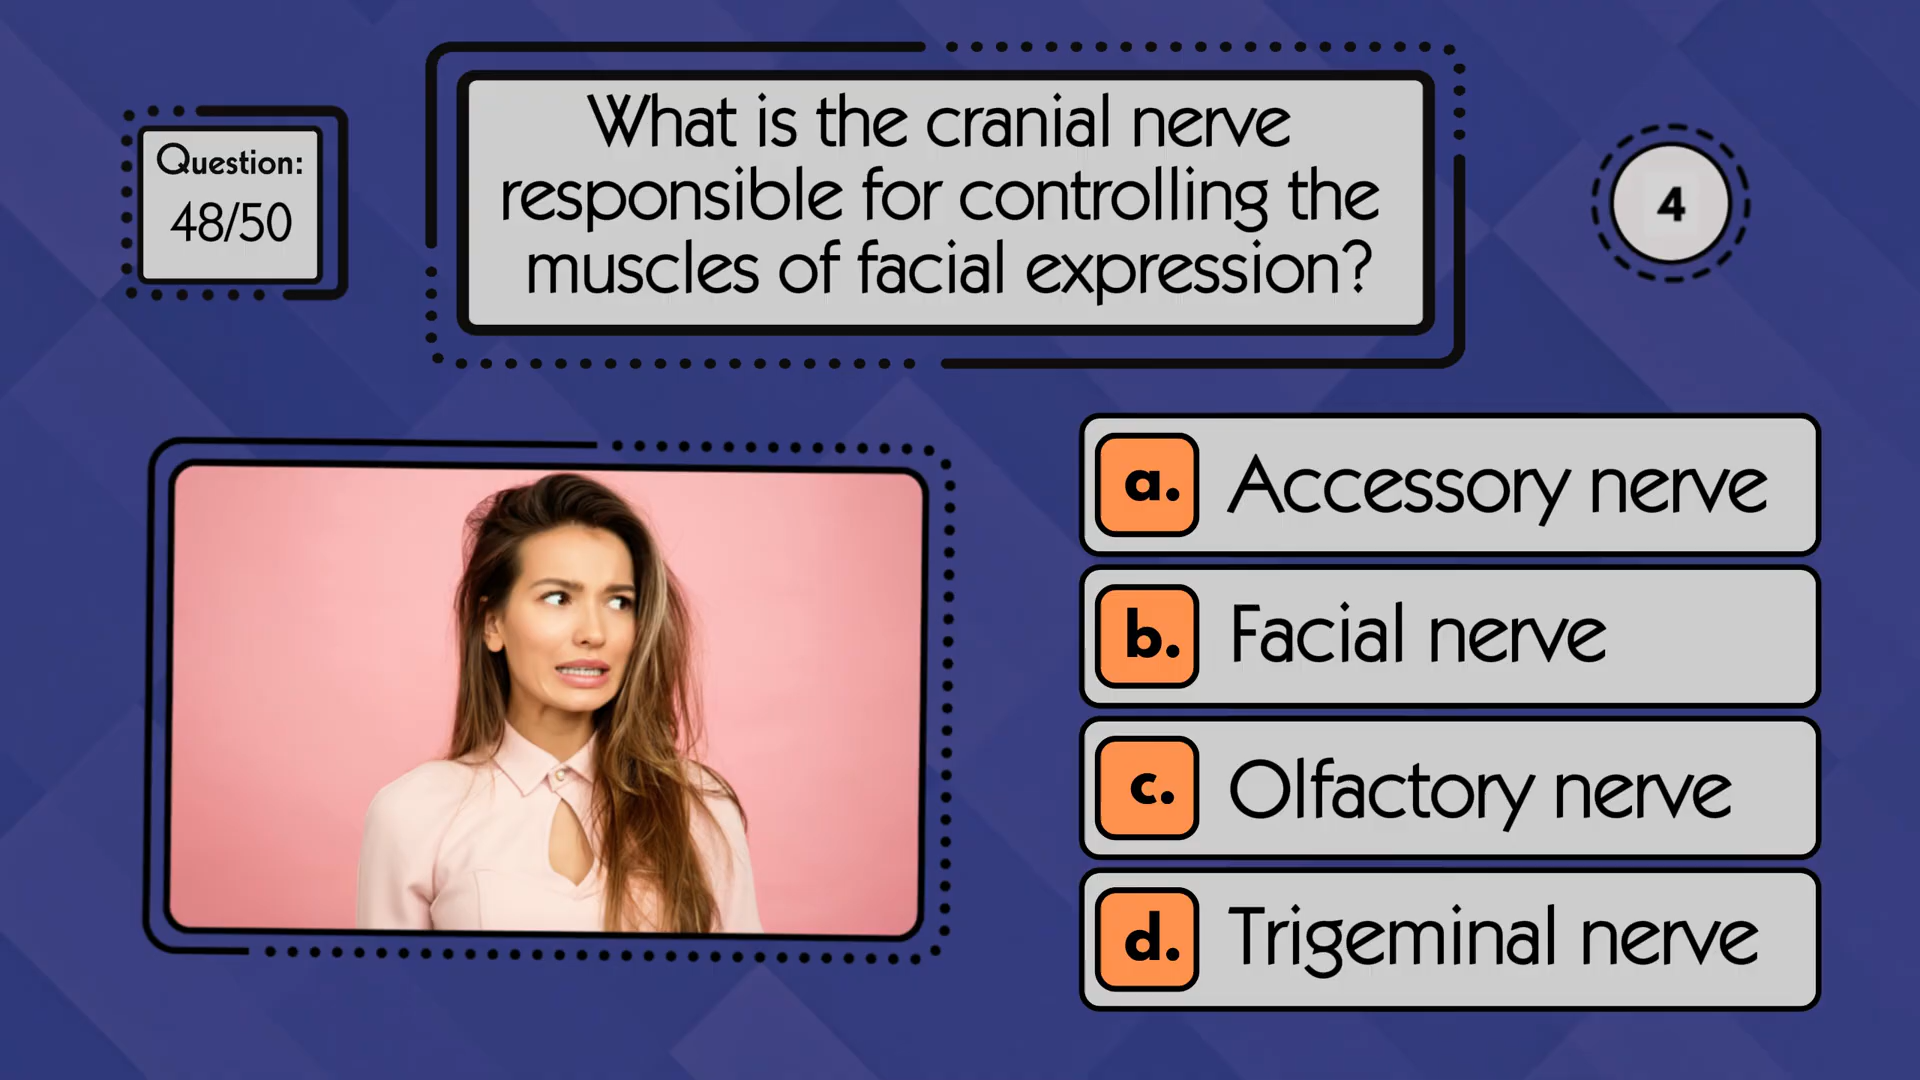 Question:
48/50
What is the cranial nerve
responsible for controlling the
muscles of facial expression?
4
a. Accessory nerve
b. Facial nerve
c. Olfactory nerve
d. Trigeminal nerve